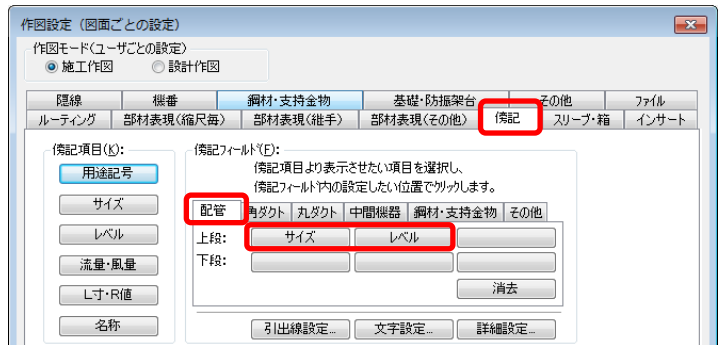 作図設定（図面ごとの設定）
作図モード(ユーザごとの設定)
施工作図 設計作図
隠線 機番 鋼材・支持金物 基礎・防振架台 その他 ファイル
ルーティング 部材表現(縮尺毎) 部材表現(継手) 部材表現(その他) 傍記 スリーブ・箱 インサート
傍記項目(K):
用途記号
サイズ
レベル
流量・風量
L寸・R値
名称
傍記フィールド(F):
傍記項目より表示させたい項目を選択し、
傍記フィールド内の設定したい位置でクリックします。
配管 角ダクト 丸ダクト 中間機器 鋼材・支持金物 その他
上段: サイズ レベル
下段:
消去
引出線設定... 文字設定... 詳細設定...